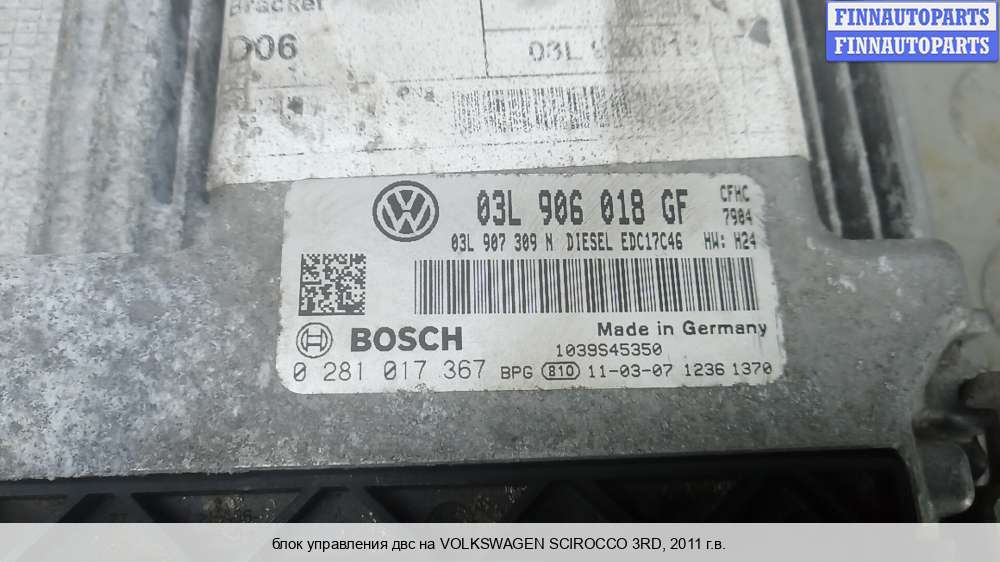 Bracket
FINNAUTOPARTS
FINNAUTOPARTS
D06
03L
03L 906 018 GF
CFHC
7984
03L 907 309 N DIESEL EDC17C46 HW: H24
BOSCH
Made in Germany
1039S45350
0 281 017 367 BPG 810 11-03-07 1236 1370
блок управления двс на VOLKSWAGEN SCIROCCO 3RD, 2011 г.в.